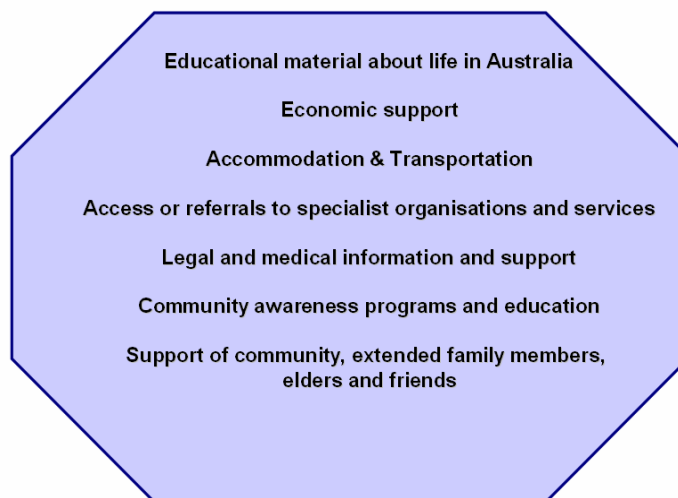 Educational material about life in Australia
Economic support
Accommodation & Transportation
Access or referrals to specialist organisations and services
Legal and medical information and support
Community awareness programs and education
Support of community, extended family members,
elders and friends